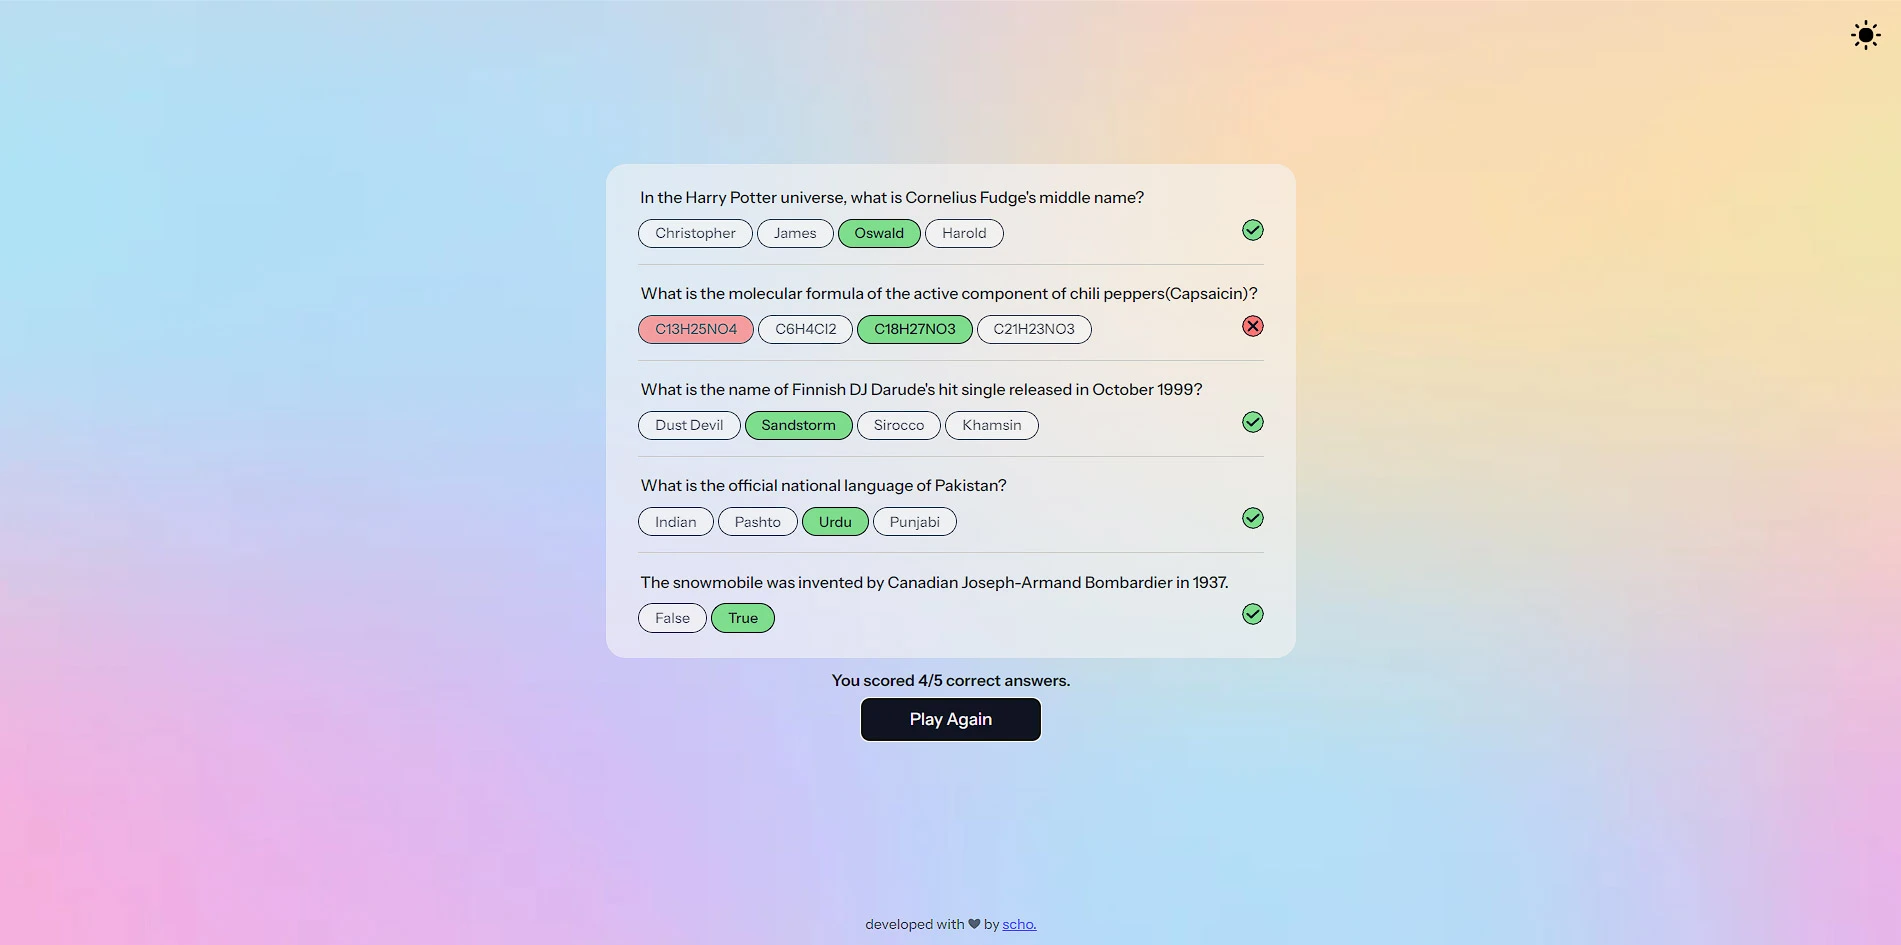 In the Harry Potter universe, what is Cornelius Fudge's middle name?
Christopher James Oswald Harold
What is the molecular formula of the active component of chili peppers(Capsaicin)?
C13H25NO4 C6H4Cl2 C18H27NO3 C21H23NO3
What is the name of Finnish DJ Darude's hit single released in October 1999?
Dust Devil Sandstorm Sirocco Khamsin
What is the official national language of Pakistan?
Indian Pashto Urdu Punjabi
The snowmobile was invented by Canadian Joseph-Armand Bombardier in 1937.
False True
You scored 4/5 correct answers.
Play Again
developed with 🖤 by scho.